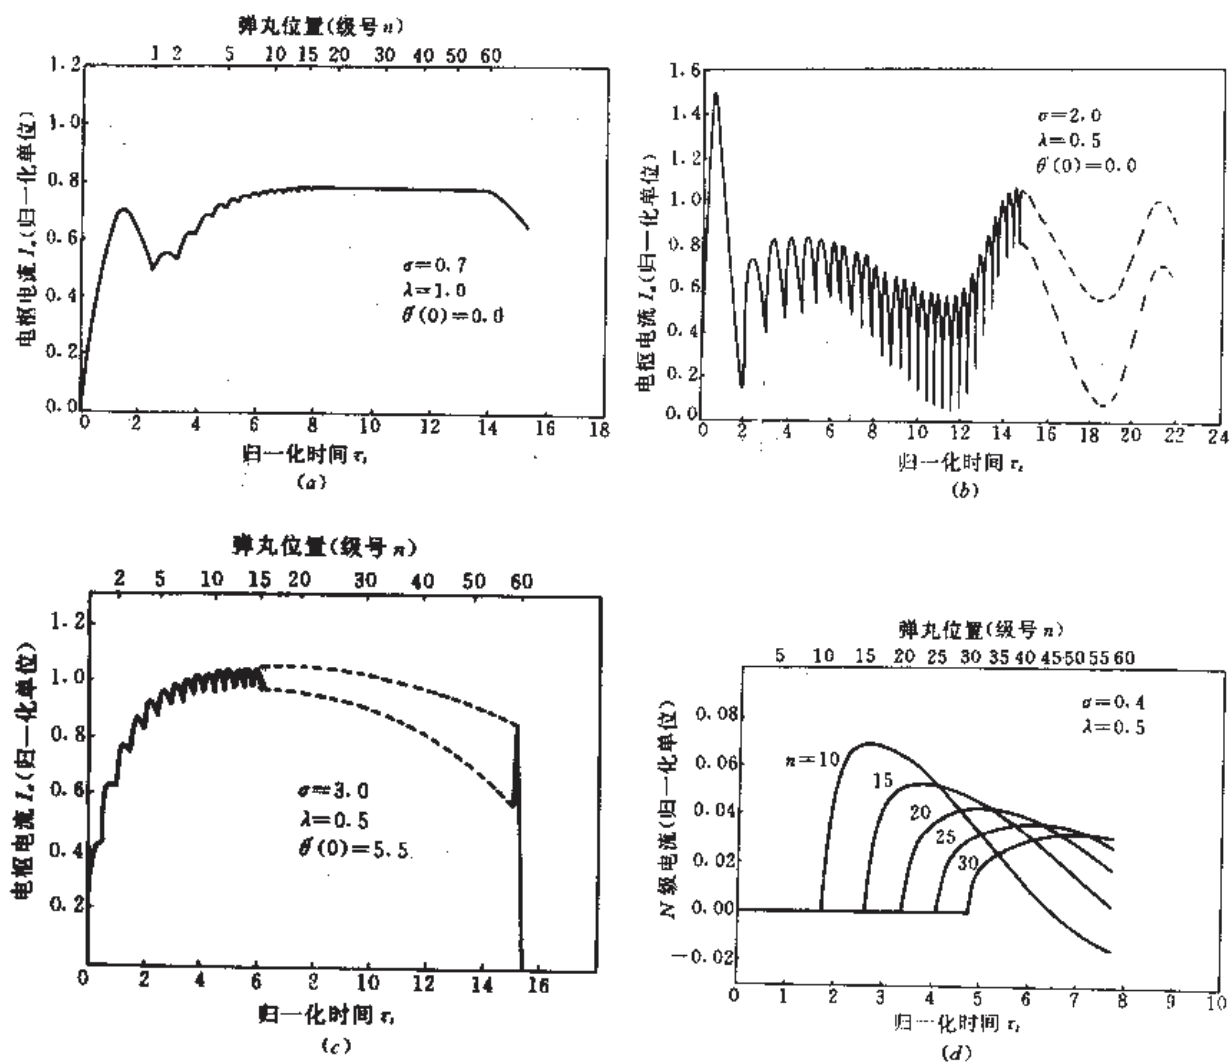 弹丸位置(级号 n)
1 2 5 10 15 20 30 40 50 60
1.2
1.0
0.8
0.6
0.4
0.2
0.0
电枢电流 Iₐ(归一化单位)
σ=0.7
λ=1.0
θ(0)=0.0
0 2 4 6 8 10 12 14 16 18
归一化时间 τₛ
(a)
1.6
1.4
1.2
1.0
0.8
0.6
0.4
0.2
0.0
电枢电流 Iₐ(归一化单位)
σ=2.0
λ=0.5
θ(0)=0.0
0 2 4 6 8 10 12 14 16 18 20 22 24
归一化时间 τₛ
(b)
弹丸位置(级号 n)
2 5 10 15 20 30 40 50 60
1.2
1.0
0.8
0.6
0.4
0.2
电枢电流 Iₐ(归一化单位)
σ=3.0
λ=0.5
θ(0)=5.5
0 2 4 6 8 10 12 14 16
归一化时间 τₛ
(c)
弹丸位置(级号 n)
5 10 15 20 25 30 35 40 45 50 55 60
0.08
0.06
0.04
0.02
0.00
-0.02
N 级电流(归一化单位)
σ=0.4
λ=0.5
n=10
15
20
25
30
0 1 2 3 4 5 6 7 8 9 10
归一化时间 τₛ
(d)